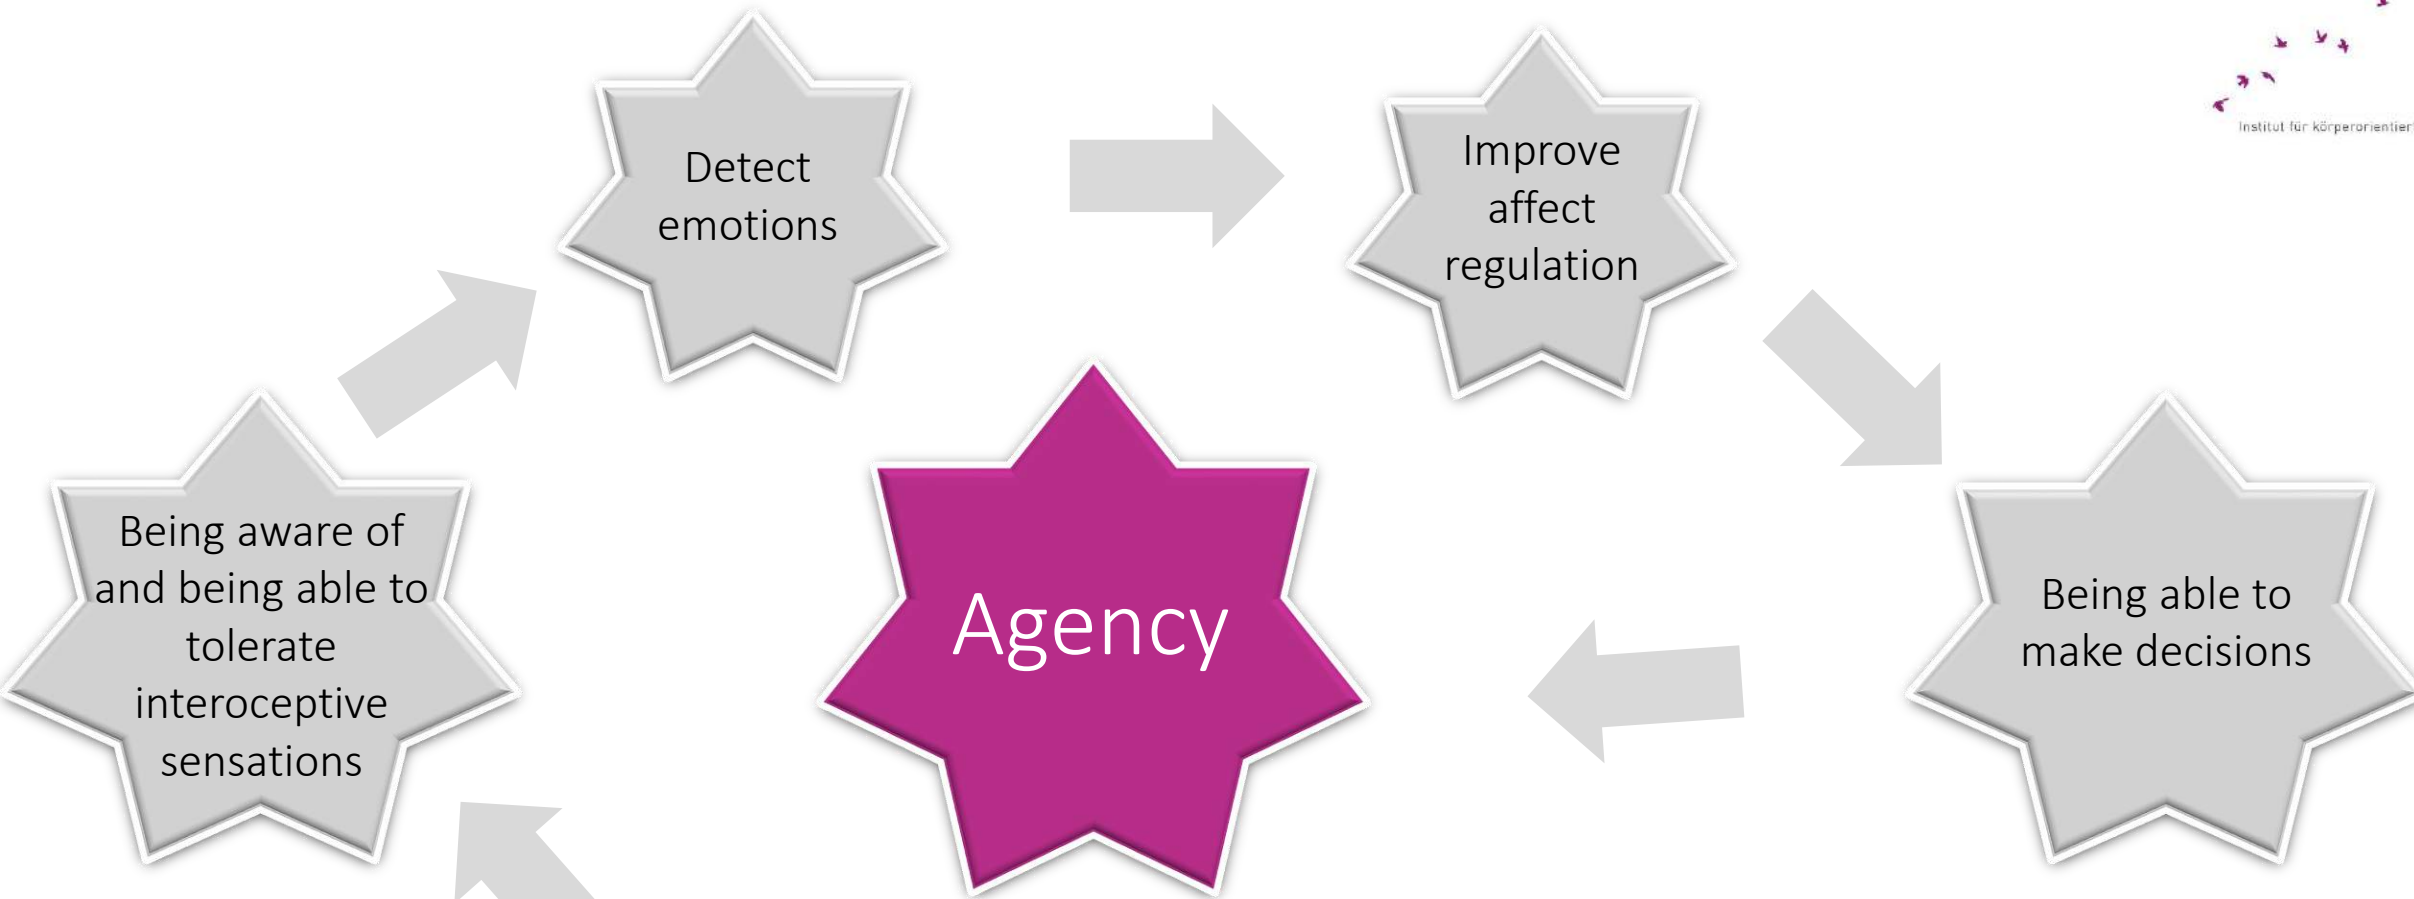 Institut für körperorientier
Detect
emotions
Improve
affect
regulation
Being aware of
and being able to
tolerate
interoceptive
sensations
Agency
Being able to
make decisions